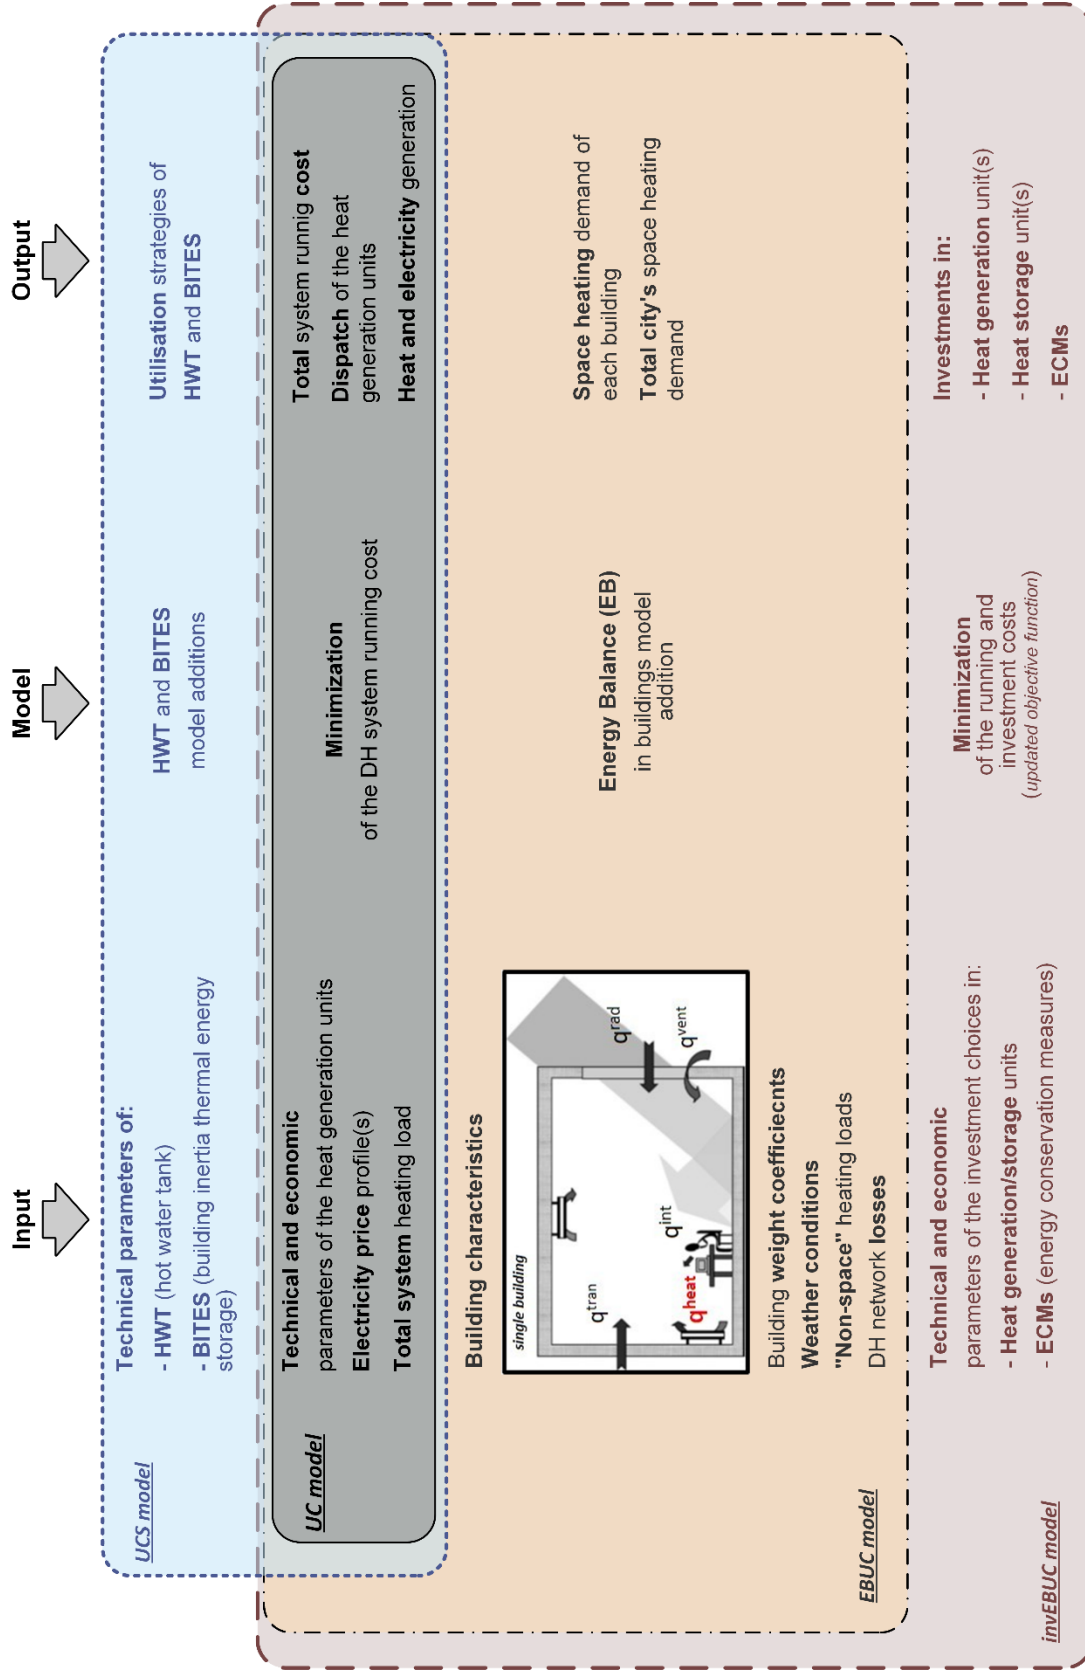 Input
Model
Output
UCS model
Technical parameters of:
- HWT (hot water tank)
- BITES (building inertia thermal energy
storage)
HWT and BITES
model additions
Utilisation strategies of
HWT and BITES
UC model
Technical and economic
parameters of the heat generation units
Electricity price profile(s)
Total system heating load
Minimization
of the DH system running cost
Total system runnig cost
Dispatch of the heat
generation units
Heat and electricity generation
Building characteristics
single building
q^tran
q^int
q^heat
q^rad
q^vent
Building weight coefficiecnts
Weather conditions
"Non-space" heating loads
DH network losses
EBUC model
Energy Balance (EB)
in buildings model
addition
Space heating demand of
each building
Total city's space heating
demand
invEBUC model
Technical and economic
parameters of the investment choices in:
- Heat generation/storage units
- ECMs (energy conservation measures)
Minimization
of the running and
investment costs
(updated objective function)
Investments in:
- Heat generation unit(s)
- Heat storage unit(s)
- ECMs